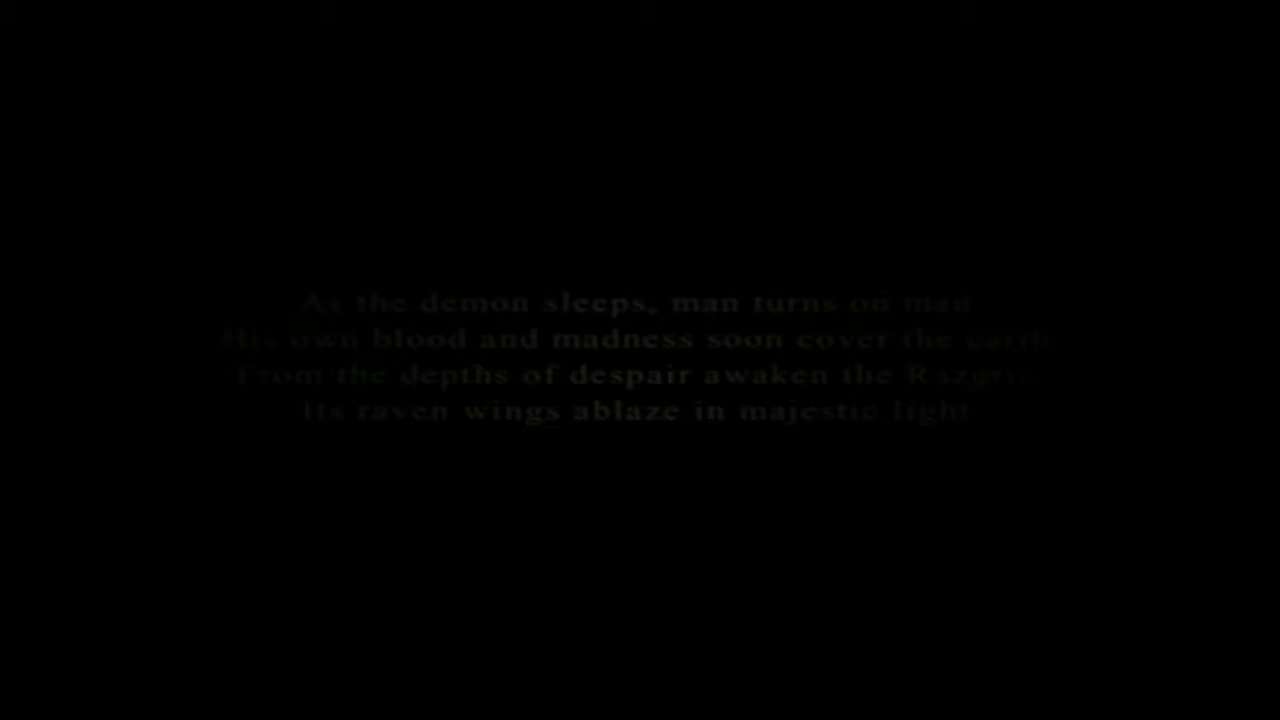 As the demon sleeps, man turns on man
His own blood and madness soon cover the earth
From the depths of despair awaken the Razgriz
Its raven wings ablaze in majestic light